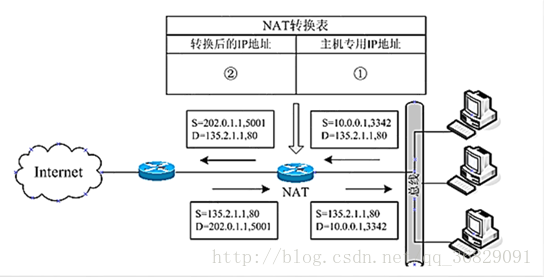 NAT转换表
转换后的IP地址
主机专用IP地址
②
①
S=202.0.1.1,5001
D=135.2.1.1,80
S=10.0.0.1,3342
D=135.2.1.1,80
Internet
NAT
总线
S=135.2.1.1,80
D=202.0.1.1,5001
S=135.2.1.1,80
D=10.0.0.1,3342
http://blog.csdn.net/qq_30829091